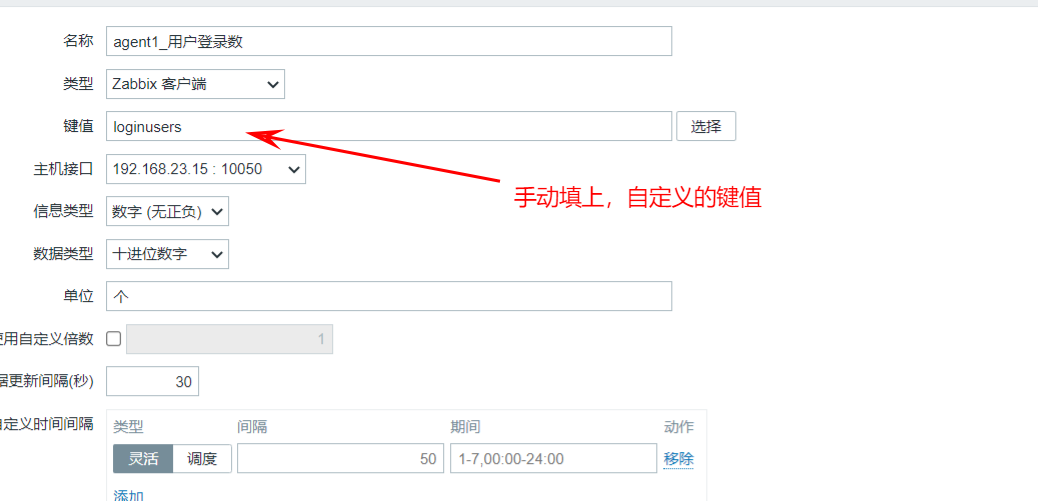 名称 agent1_用户登录数
类型 Zabbix 客户端
键值 loginusers 选择
主机接口 192.168.23.15 : 10050
手动填上，自定义的键值
信息类型 数字 (无正负)
数据类型 十进位数字
单位 个
用自定义倍数 1
据更新间隔(秒) 30
自定义时间间隔 类型 间隔 期间 动作
灵活 调度 50 1-7,00:00-24:00 移除
添加